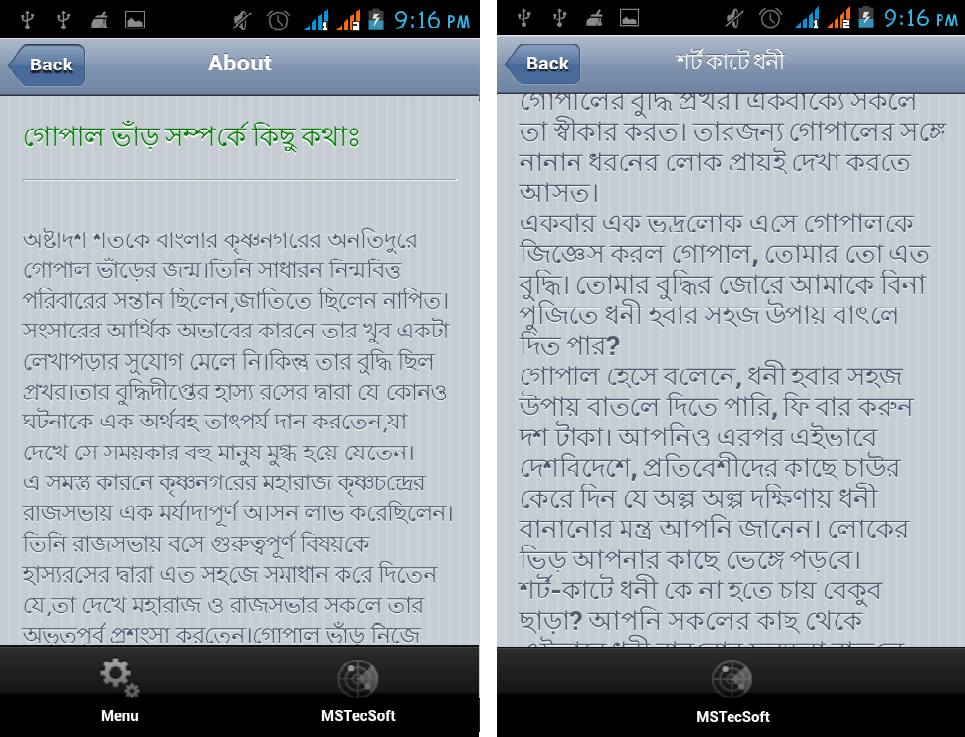 9:16 PM
Back
About
গোপাল ভাঁড় সম্পর্কে কিছু কথাঃ
অষ্টাদশ শতকে বাংলার কৃষ্ণনগরের অনতিদুরে
গোপাল ভাঁড়ের জন্ম।তিনি সাধারন নিম্নবিত্ত
পরিবারের সন্তান ছিলেন,জাতিতে ছিলেন নাপিত।
সংসারের আর্থিক অভাবের কারনে তার খুব একটা
লেখাপড়ার সুযোগ মেলে নি।কিন্তু তার বুদ্ধি ছিল
প্রখর।তার বুদ্ধিদীপ্তের হাস্য রসের দ্বারা যে কোনও
ঘটনাকে এক অর্থবহ তাৎপর্য দান করতেন,যা
দেখে সে সময়কার বহু মানুষ মুগ্ধ হয়ে যেতেন।
এ সমস্ত কারনে কৃষ্ণনগরের মহারাজ কৃষ্ণচন্দ্রের
রাজসভায় এক মর্যাদাপূর্ণ আসন লাভ করেছিলেন।
তিনি রাজসভায় বসে গুরুত্বপূর্ণ বিষয়কে
হাস্যরসের দ্বারা এত সহজে সমাধান করে দিতেন
যে,তা দেখে মহারাজ ও রাজসভার সকলে তার
অভূতপূর্ব প্রশংসা করতেন।গোপাল ভাঁড় নিজে
Menu
MSTecSoft
9:16 PM
Back
শর্ট কাটে ধনী
গোপালের বুদ্ধি প্রখর। একবাক্যে সকলে
তা স্বীকার করত। তারজন্য গোপালের সঙ্গে
নানান ধরনের লোক প্রায়ই দেখা করতে
আসত।
একবার এক ভদ্রলোক এসে গোপালকে
জিজ্ঞেস করল গোপাল, তোমার তো এত
বুদ্ধি। তোমার বুদ্ধির জোরে আমাকে বিনা
পুজিতে ধনী হবার সহজ উপায় বাৎলে
দিত পার?
গোপাল হেসে বলেনে, ধনী হবার সহজ
উপায় বাতলে দিতে পারি, ফি বার করুন
দশ টাকা। আপনিও এরপর এইভাবে
দেশবিদেশে, প্রতিবেশীদের কাছে চাউর
কেরে দিন যে অল্প অল্প দক্ষিণায় ধনী
বানানোর মন্ত্র আপনি জানেন। লোকের
ভিড় আপনার কাছে ভেঙ্গে পড়বে।
শর্ট-কাটে ধনী কে না হতে চায় বেকুব
ছাড়া? আপনি সকলের কাছ থেকে
MSTecSoft